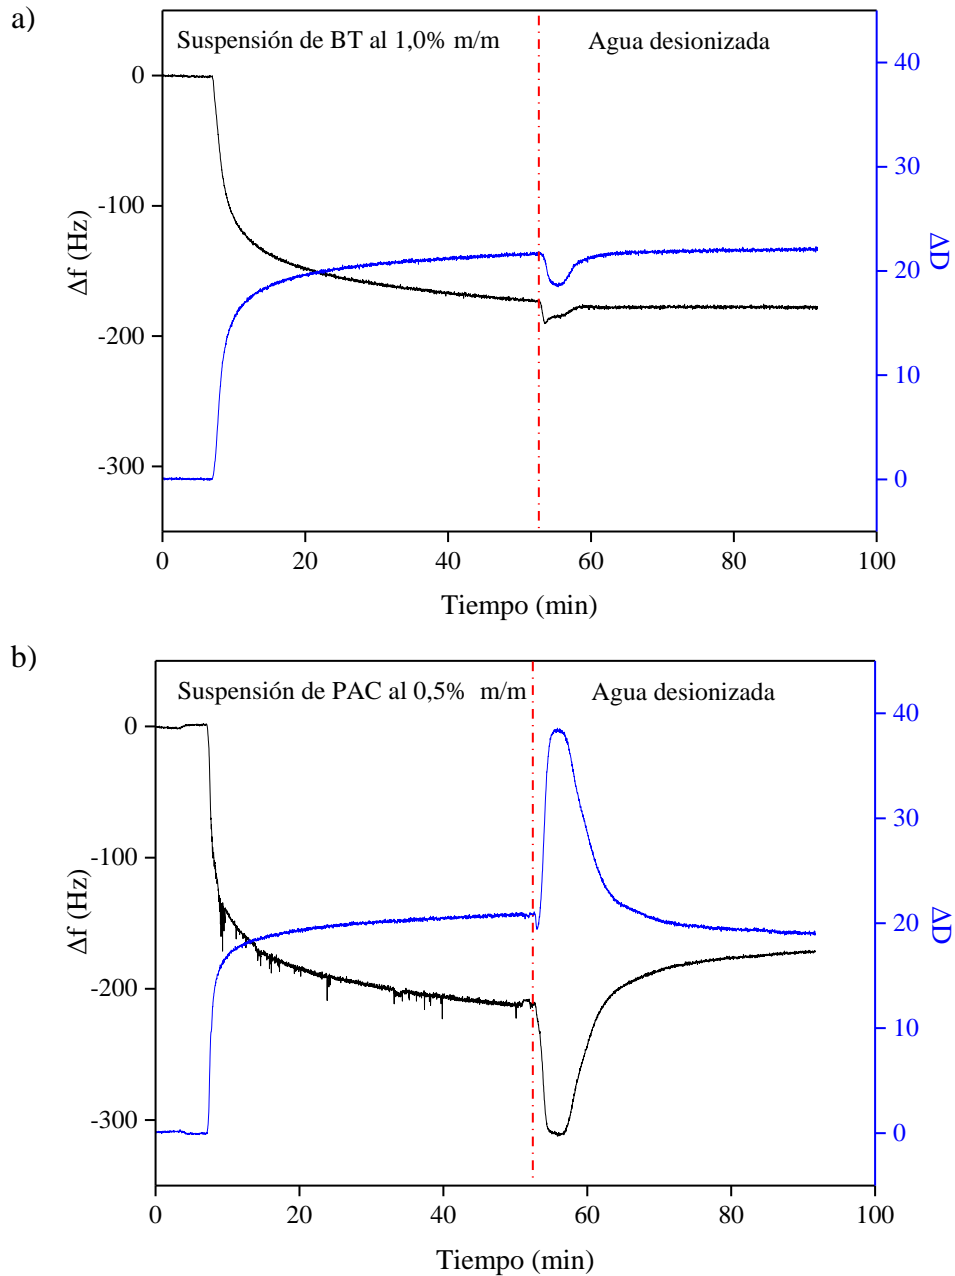 a)
Suspensión de BT al 1,0% m/m
Agua desionizada
0
-100
-200
-300
Δf (Hz)
40
30
20
10
0
ΔD
0
20
40
60
80
100
Tiempo (min)
b)
Suspensión de PAC al 0,5% m/m
Agua desionizada
0
-100
-200
-300
Δf (Hz)
40
30
20
10
0
ΔD
0
20
40
60
80
100
Tiempo (min)